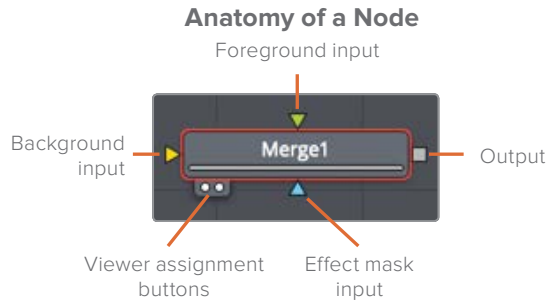 Anatomy of a Node
Foreground input
Background
input
Merge1
Output
Viewer assignment
buttons
Effect mask
input